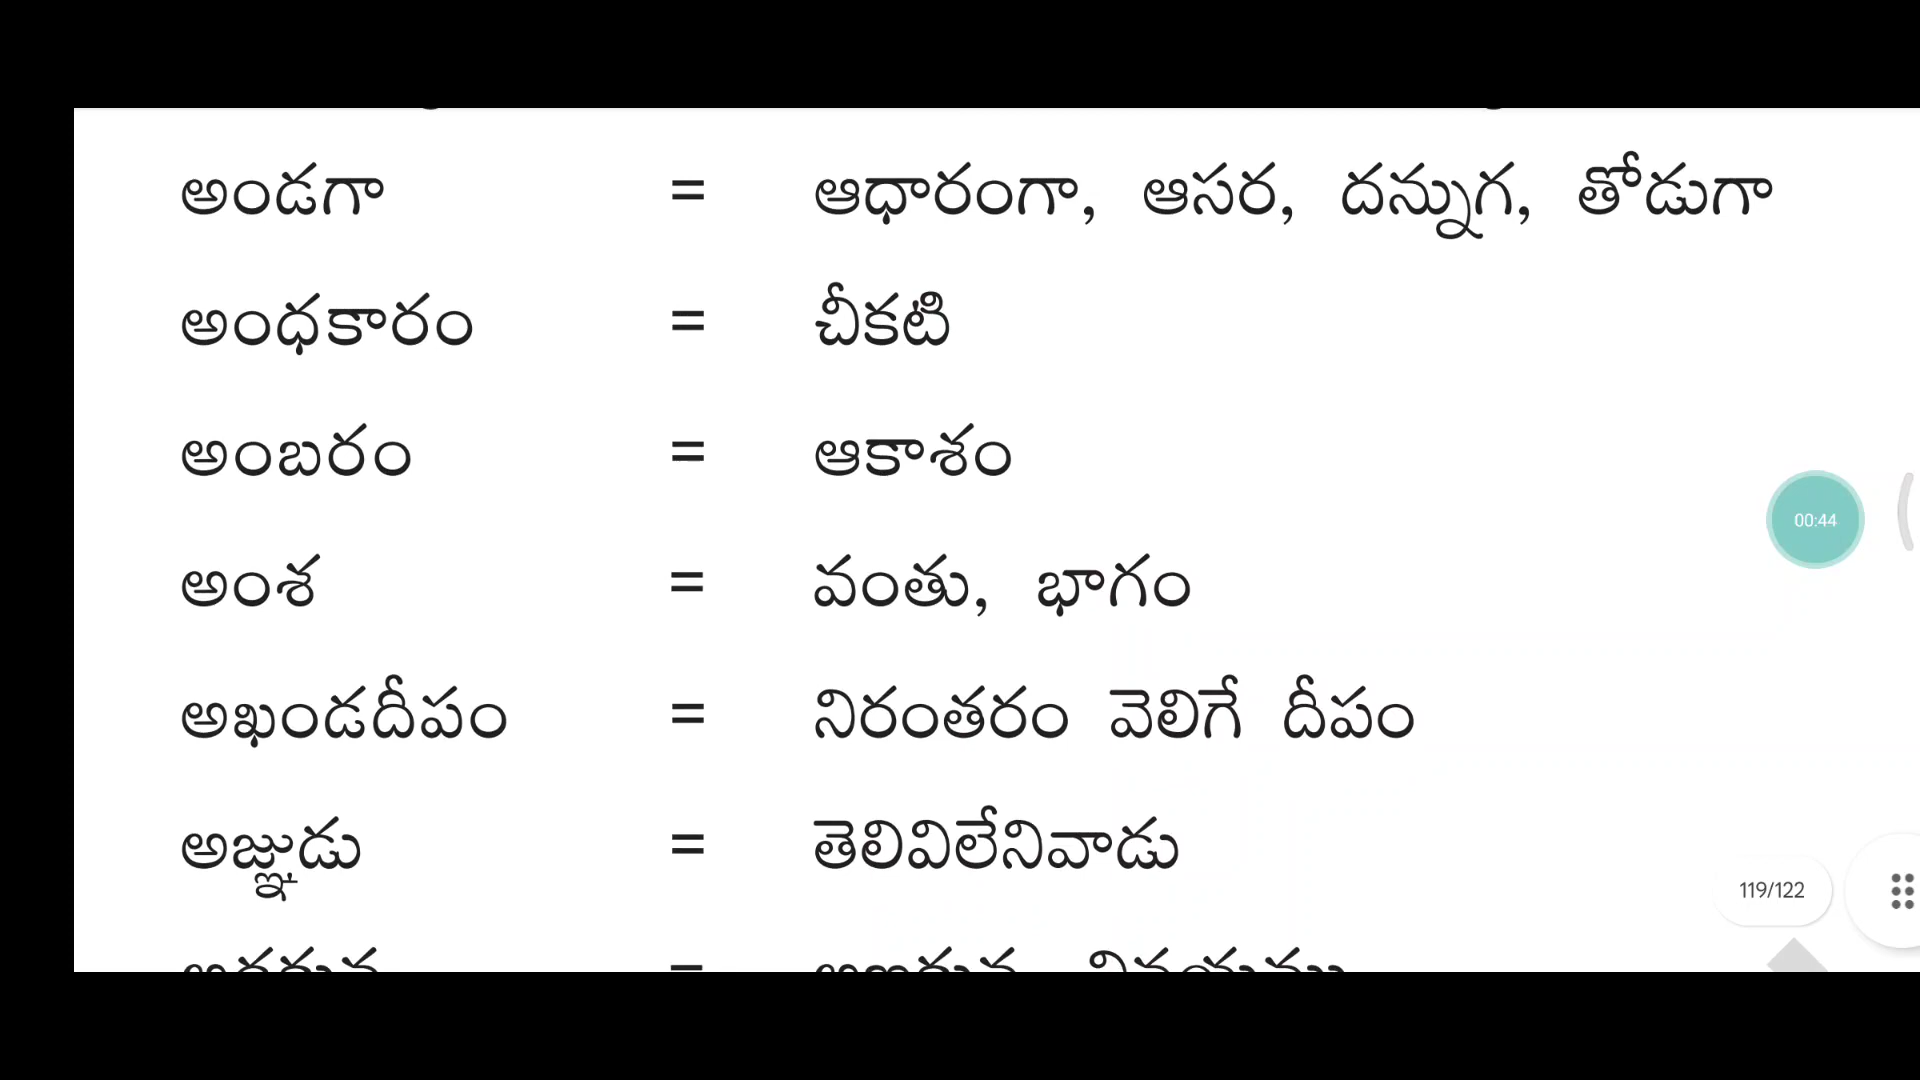 అండగా = ఆధారంగా, ఆసర, దన్నుగ, తోడుగా
అంధకారం = చీకటి
అంబరం = ఆకాశం
అంశ = వంతు, భాగం
00:44
అఖండదీపం = నిరంతరం వెలిగే దీపం
అజ్ఞుడు = తెలివిలేనివాడు
119/122